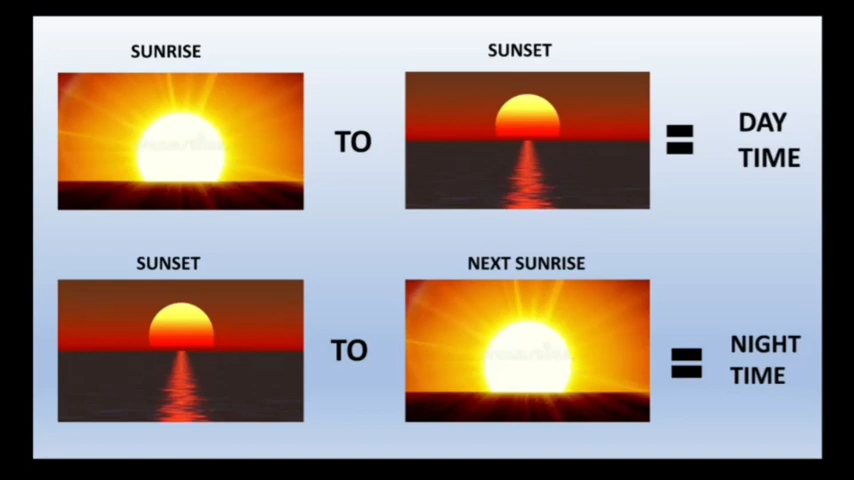 SUNRISE
SUNSET
TO
=
DAY
TIME
SUNSET
NEXT SUNRISE
TO
=
NIGHT
TIME